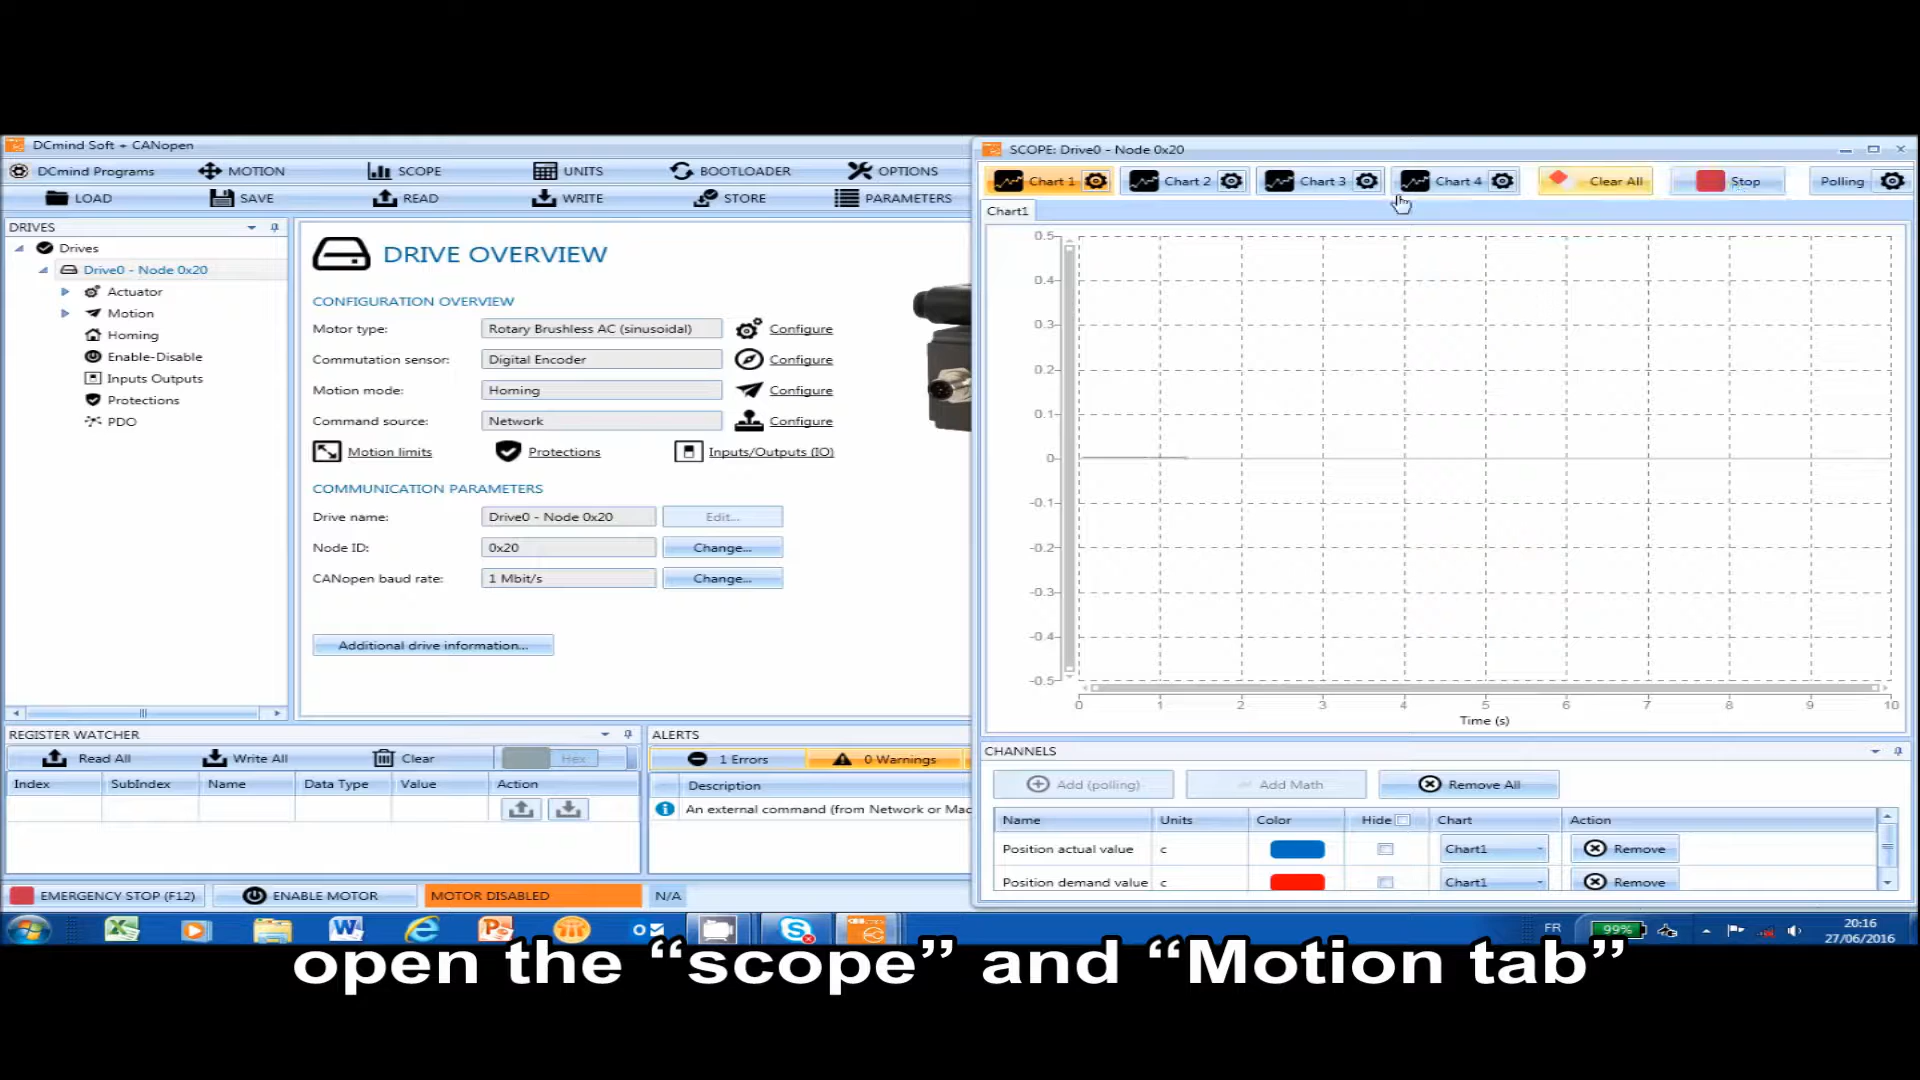 DCmind Soft + CANopen
DCmind Programs MOTION SCOPE UNITS BOOTLOADER OPTIONS
LOAD SAVE READ WRITE STORE PARAMETERS
DRIVES
Drives
Drive0 - Node 0x20
Actuator
Motion
Homing
Enable-Disable
Inputs Outputs
Protections
PDO
DRIVE OVERVIEW
CONFIGURATION OVERVIEW
Motor type: Rotary Brushless AC (sinusoidal) Configure
Commutation sensor: Digital Encoder Configure
Motion mode: Homing Configure
Command source: Network Configure
Motion limits Protections Inputs/Outputs (IO)
COMMUNICATION PARAMETERS
Drive name: Drive0 - Node 0x20 Edit...
Node ID: 0x20 Change...
CANopen baud rate: 1 Mbit/s Change...
Additional drive information...
REGISTER WATCHER
Read All Write All Clear Hex
Index SubIndex Name Data Type Value Action
ALERTS
1 Errors 0 Warnings
Description
An external command (from Network or Mac
EMERGENCY STOP (F12) ENABLE MOTOR MOTOR DISABLED N/A
SCOPE: Drive0 - Node 0x20
Chart 1 Chart 2 Chart 3 Chart 4 Clear All Stop Polling
Chart1
0.5
0.4
0.3
0.2
0.1
0
-0.1
-0.2
-0.3
-0.4
-0.5
0 1 2 3 4 5 6 7 8 9 10
Time (s)
CHANNELS
Add (polling) Add Math Remove All
Name Units Color Hide Chart Action
Position actual value c Chart1 Remove
Position demand value c Chart1 Remove
FR 99% 20:16
27/06/2016
open the “scope” and “Motion tab”